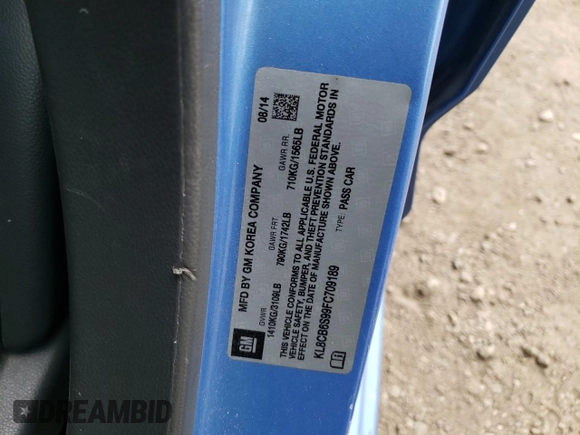 MFD BY GM KOREA COMPANY 08/14
GVWR GAWR FRT. GAWR RR.
1410KG/3109LB 790KG/1742LB 710KG/1565LB
THIS VEHICLE CONFORMS TO ALL APPLICABLE U.S. FEDERAL MOTOR
VEHICLE SAFETY, BUMPER, AND THEFT PREVENTION STANDARDS IN
EFFECT ON THE DATE OF MANUFACTURE SHOWN ABOVE.
KL8CB6S99FC709189 TYPE: PASS CAR
GM
DREAMBID